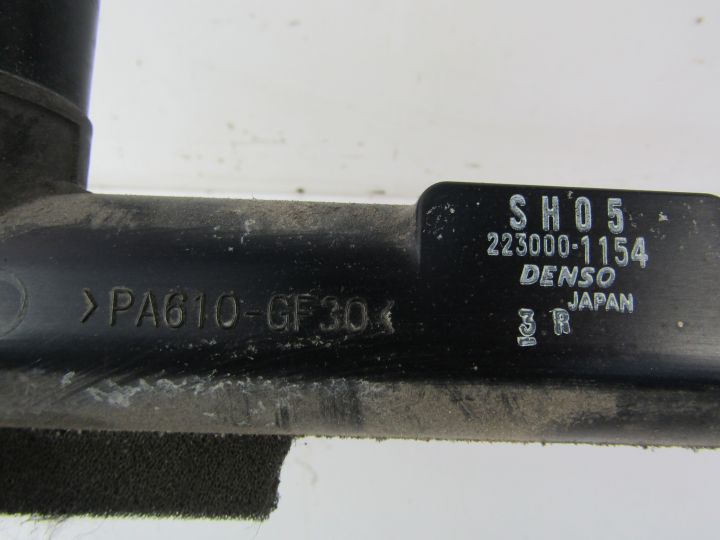 SH05
223000-1154
DENSO
JAPAN
3 R
>PA610-GF30<